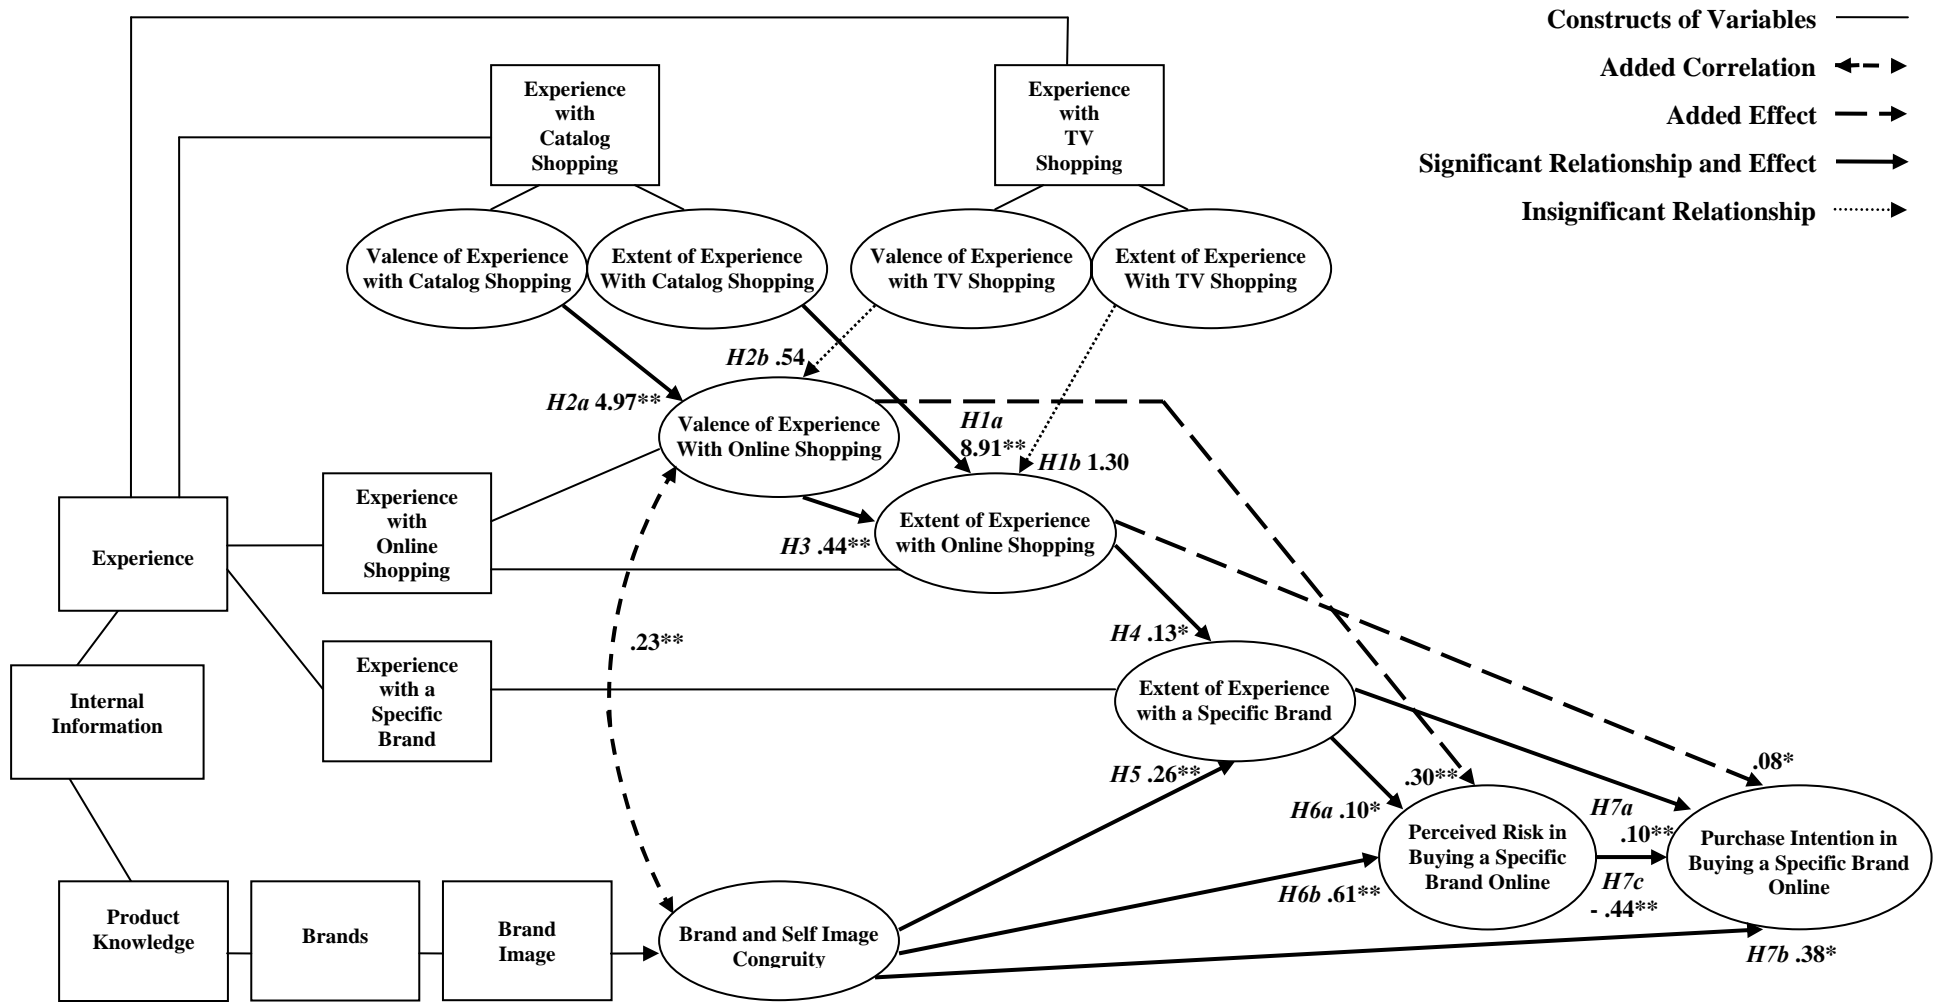 Constructs of Variables
Added Correlation
Added Effect
Significant Relationship and Effect
Insignificant Relationship
Experience
with
Catalog
Shopping
Experience
with
TV
Shopping
Valence of Experience
with Catalog Shopping
Extent of Experience
With Catalog Shopping
Valence of Experience
with TV Shopping
Extent of Experience
With TV Shopping
H2b .54
H2a 4.97**
Valence of Experience
With Online Shopping
H1a
8.91**
H1b 1.30
Experience
with
Online
Shopping
Experience
H3 .44**
Extent of Experience
with Online Shopping
.23**
H4 .13*
Experience
with a
Specific
Brand
Internal
Information
Extent of Experience
with a Specific Brand
H5 .26**
.30**
.08*
H6a .10*
H7a
.10**
Perceived Risk in
Buying a Specific
Brand Online
Purchase Intention in
Buying a Specific Brand
Online
H6b .61**
H7c
- .44**
H7b .38*
Product
Knowledge
Brands
Brand
Image
Brand and Self Image
Congruity